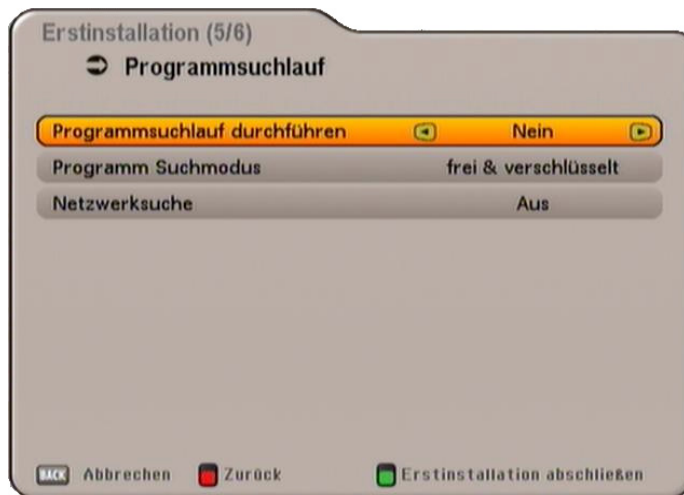 Erstinstallation (5/6)
Programmsuchlauf
Programmsuchlauf durchführen Nein
Programm Suchmodus frei & verschlüsselt
Netzwerksuche Aus
BACK Abbrechen Zurück Erstinstallation abschließen